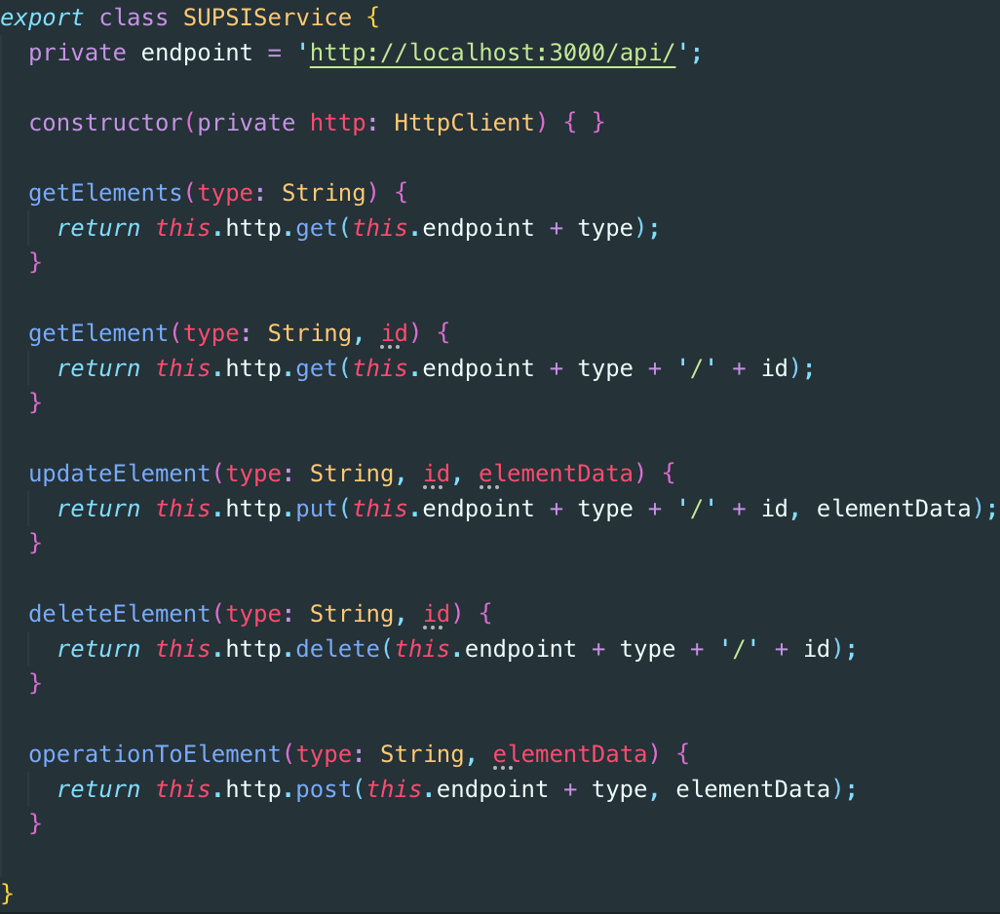 export class SUPSIService {
  private endpoint = 'http://localhost:3000/api/';
  constructor(private http: HttpClient) { }
  getElements(type: String) {
    return this.http.get(this.endpoint + type);
  }
  getElement(type: String, id) {
    return this.http.get(this.endpoint + type + '/' + id);
  }
  updateElement(type: String, id, elementData) {
    return this.http.put(this.endpoint + type + '/' + id, elementData);
  }
  deleteElement(type: String, id) {
    return this.http.delete(this.endpoint + type + '/' + id);
  }
  operationToElement(type: String, elementData) {
    return this.http.post(this.endpoint + type, elementData);
  }
}